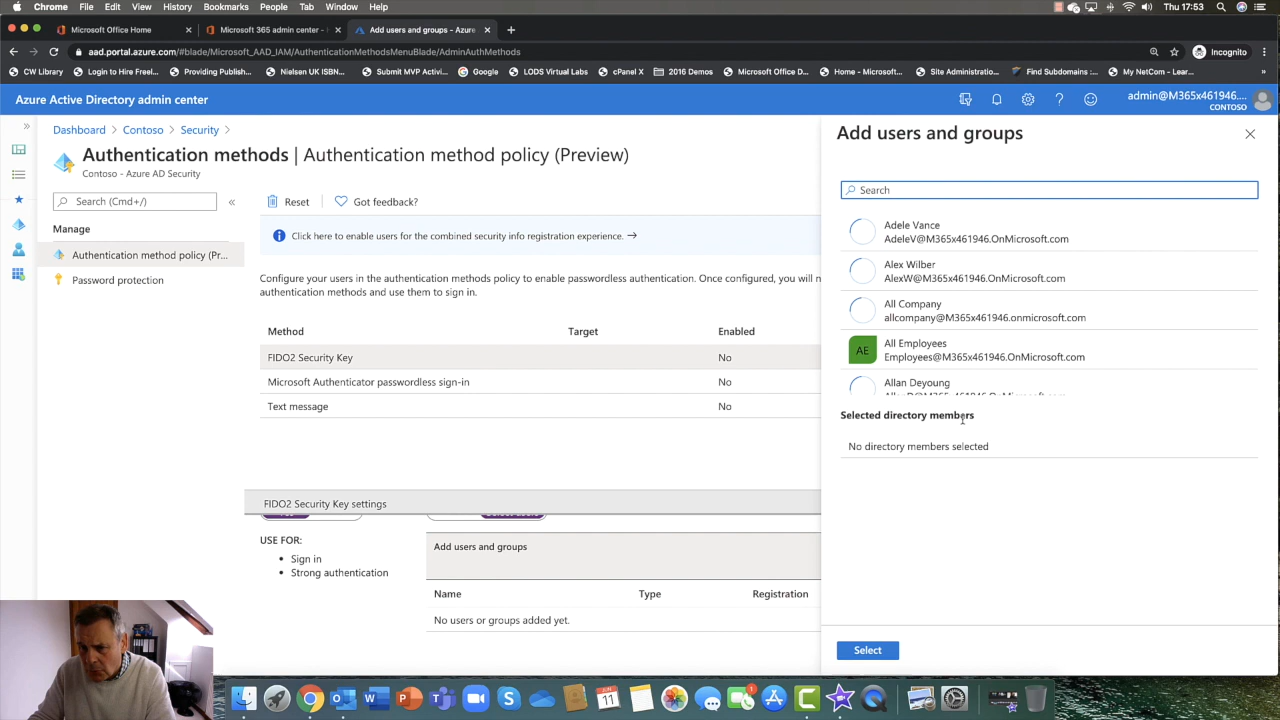 Chrome File Edit View History Bookmarks People Tab Window Help
Thu 17:53
Microsoft Office Home
Microsoft 365 admin center -
Add users and groups - Azure
aad.portal.azure.com/#blade/Microsoft_AAD_IAM/AuthenticationMethodsMenuBlade/AdminAuthMethods
Incognito
CW Library Login to Hire Freel... Providing Publish... Nielsen UK ISBN... Submit MVP Activi... Google LODS Virtual Labs cPanel X 2016 Demos Microsoft Office D... Home - Microsoft... Site Administratio... Find Subdomains :... My NetCom - Lear...
Azure Active Directory admin center
admin@M365x461946....
CONTOSO
Dashboard > Contoso > Security >
Authentication methods | Authentication method policy (Preview)
Contoso - Azure AD Security
Search (Cmd+/)
Manage
Authentication method policy (Pr...
Password protection
Reset
Got feedback?
Click here to enable users for the combined security info registration experience. →
Configure your users in the authentication methods policy to enable passwordless authentication. Once configured, you will n
authentication methods and use them to sign in.
Method Target Enabled
FIDO2 Security Key No
Microsoft Authenticator passwordless sign-in No
Text message No
FIDO2 Security Key settings
USE FOR:
Sign in
Strong authentication
Add users and groups
Name Type Registration
No users or groups added yet.
Add users and groups
Search
Adele Vance
AdeleV@M365x461946.OnMicrosoft.com
Alex Wilber
AlexW@M365x461946.OnMicrosoft.com
All Company
allcompany@M365x461946.onmicrosoft.com
AE
All Employees
Employees@M365x461946.OnMicrosoft.com
Allan Deyoung
Selected directory members
No directory members selected
Select